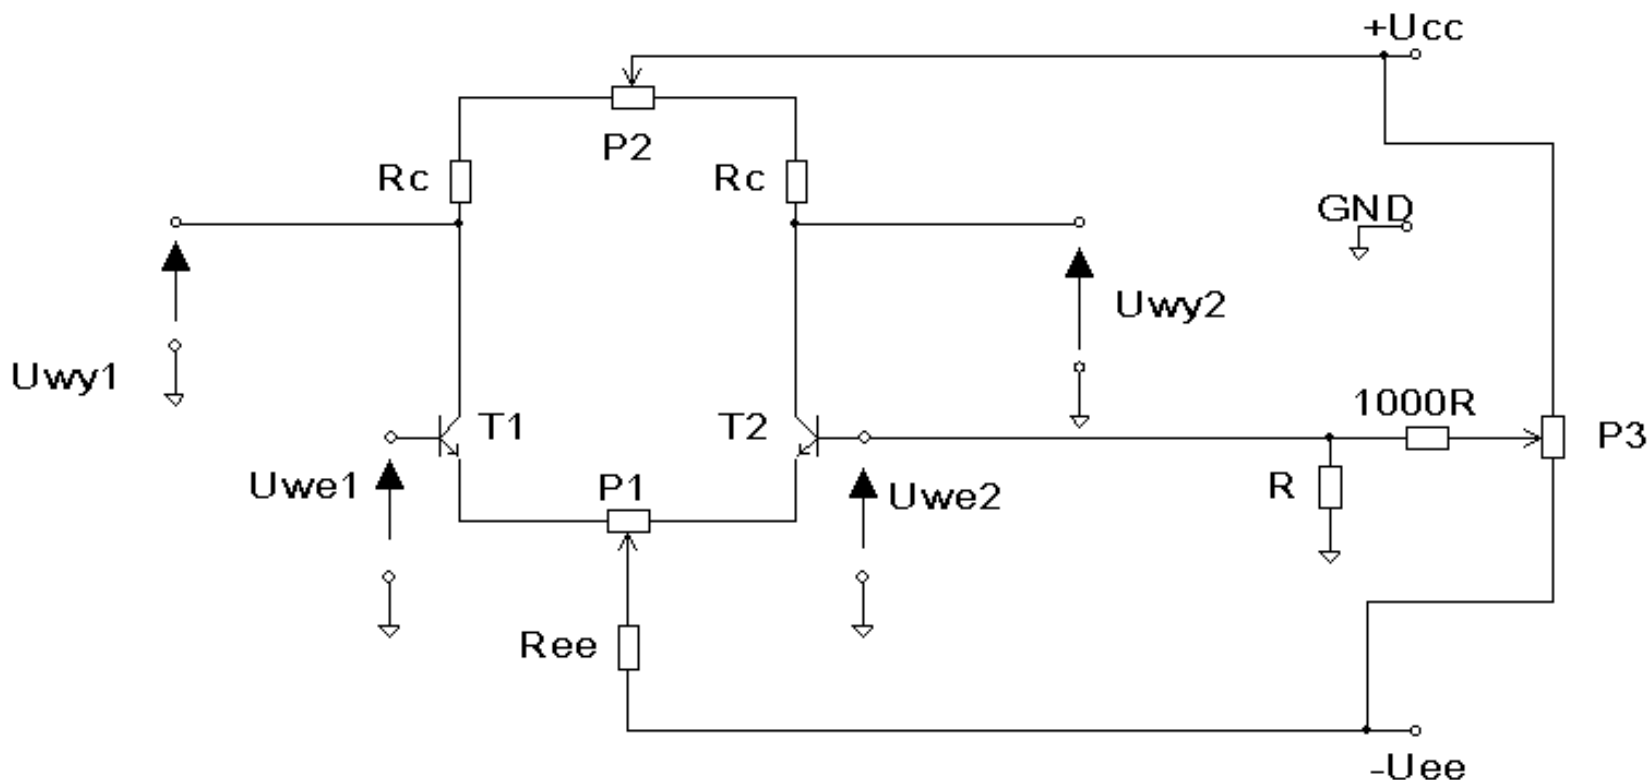 +Ucc
P2
Rc
Rc
GND
Uwy2
Uwy1
1000R
T1
T2
P3
Uwe1
P1
Uwe2
R
Ree
-Uee